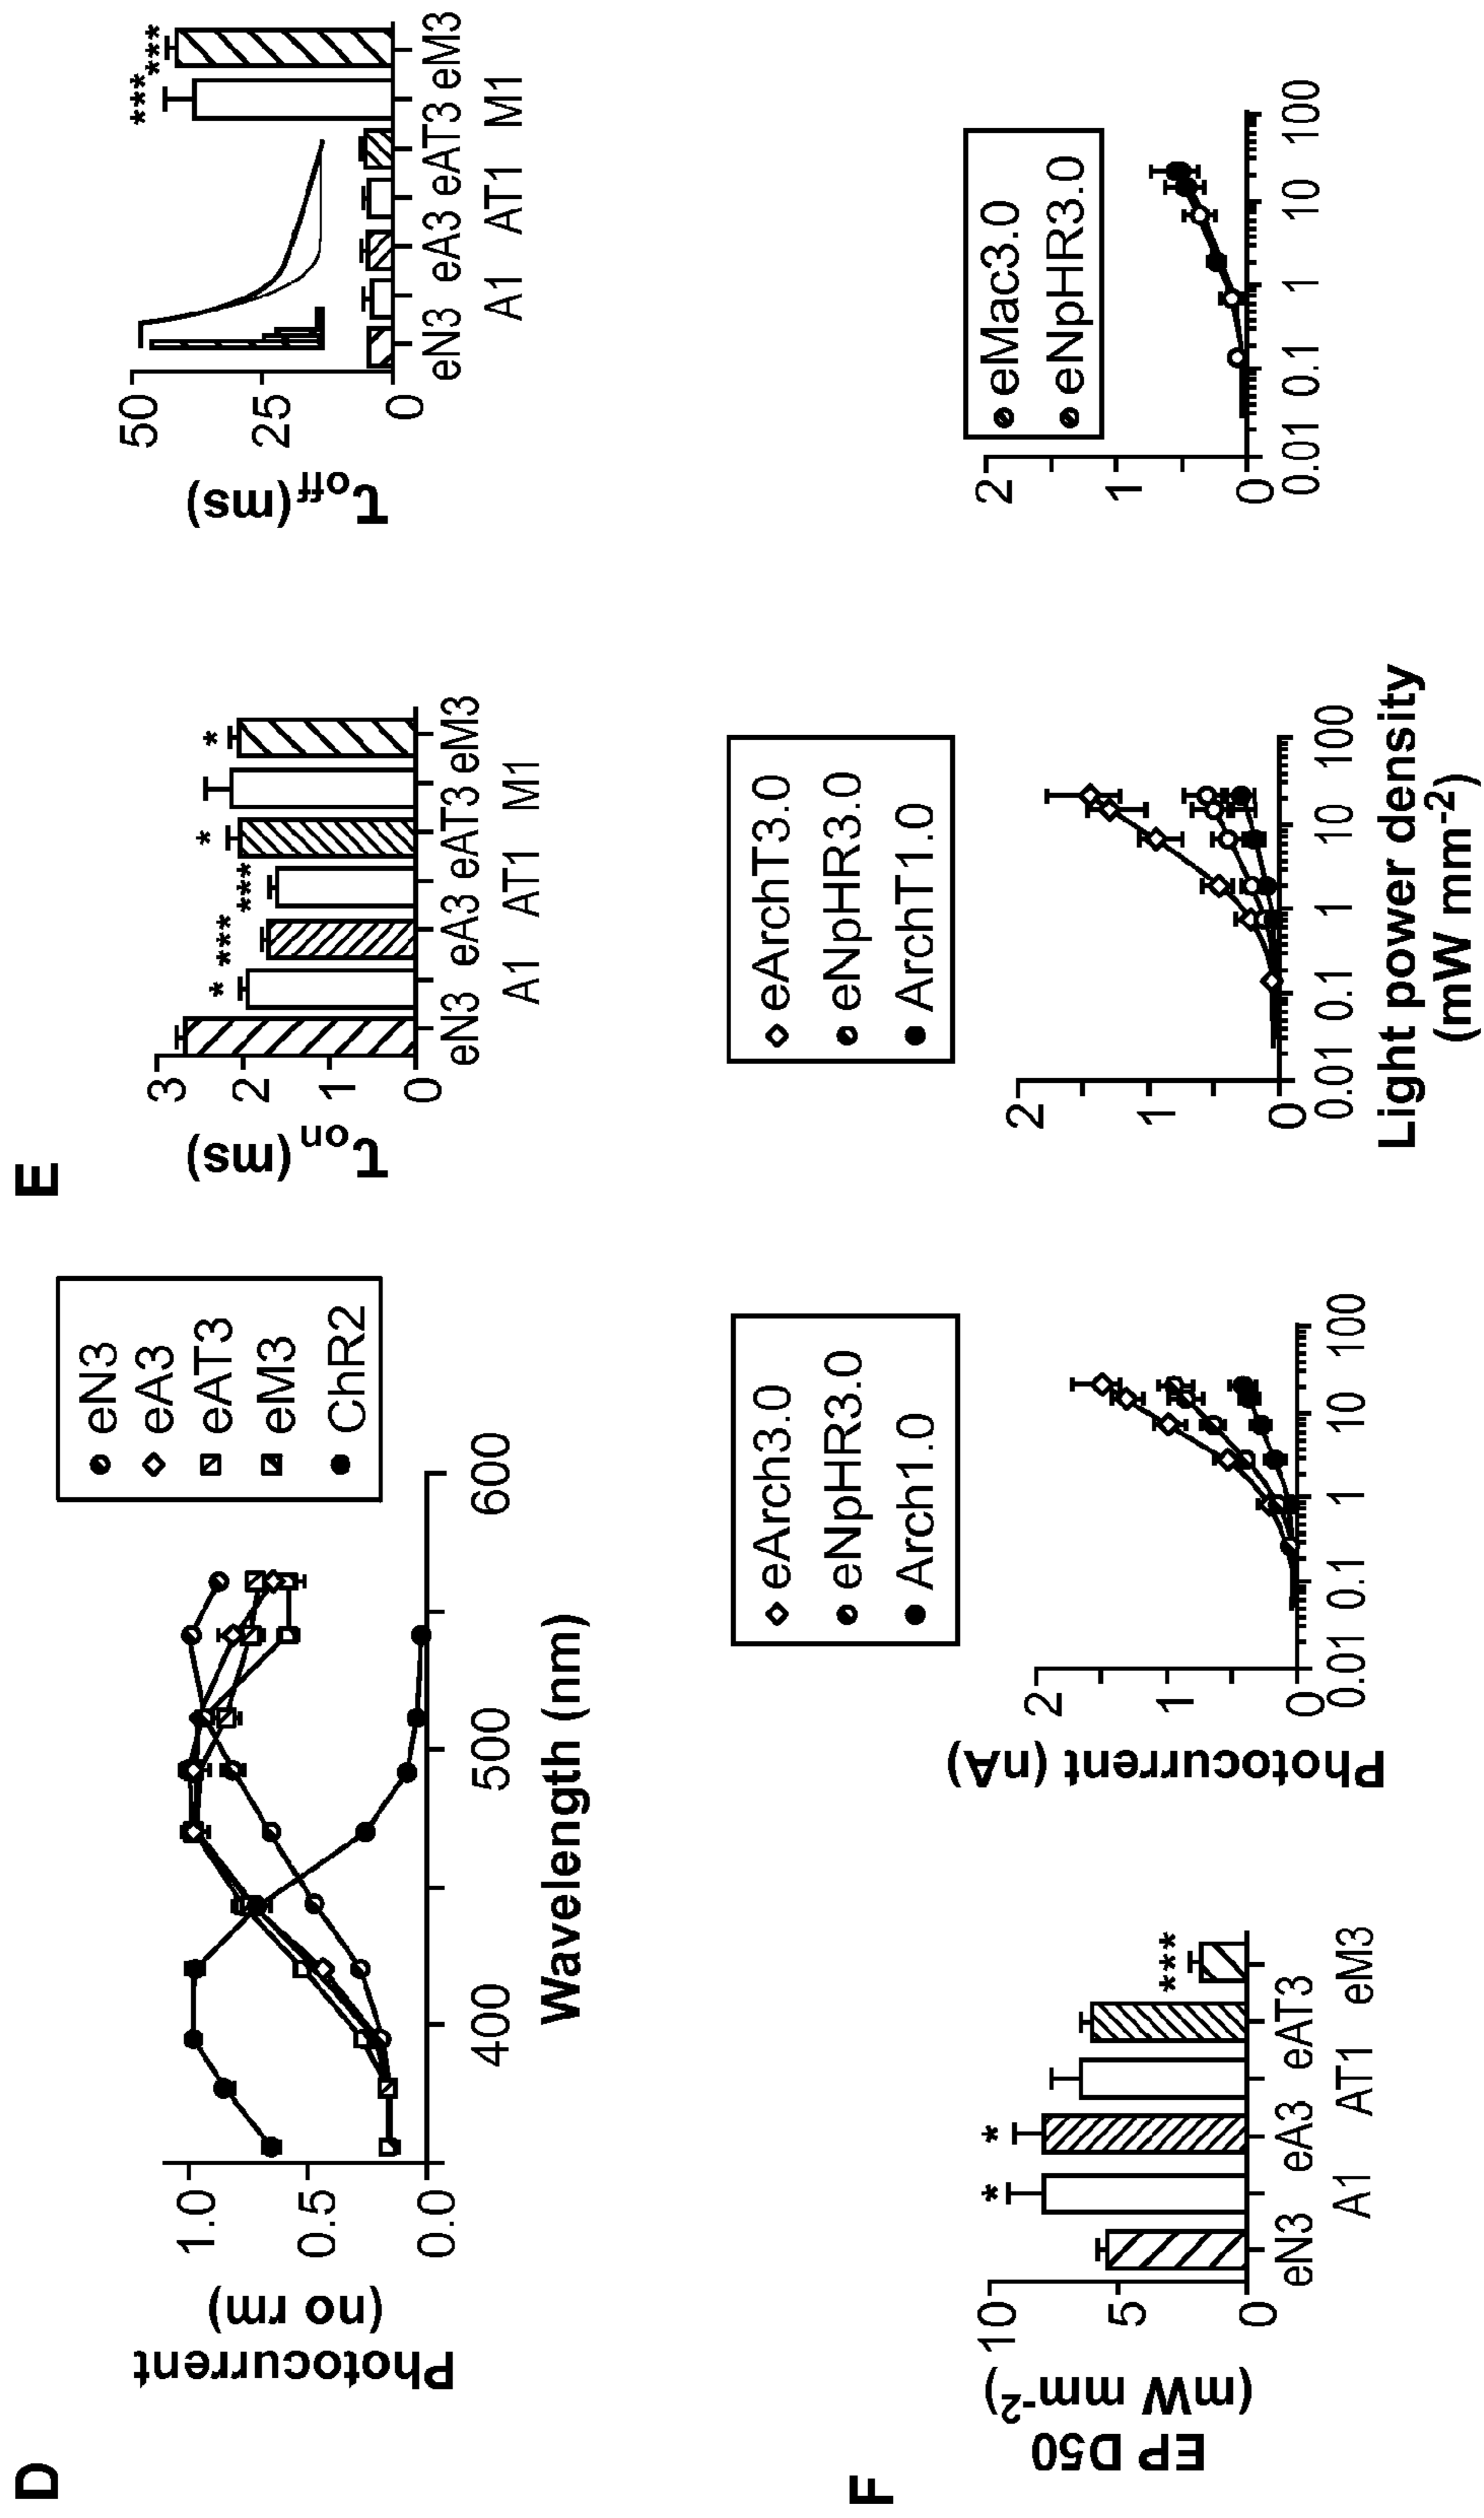 D
Photocurrent
(no rm)
1.0
0.5
0.0
400
500
600
Wavelength (nm)
eN3
eA3
eAT3
eM3
ChR2
E
τon (ms)
3
2
1
0
* *** *** * *
eN3 eA3 eAT3 eM3
A1 AT1 M1
τoff (ms)
50
25
0
*** ***
eN3 eA3 eAT3 eM3
A1 AT1 M1
F
EP D50
(mW mm-2)
10
5
0
* * ***
eN3 eA3 eAT3
A1 AT1 eM3
Photocurrent (nA)
eArch3.0
eNpHR3.0
Arch1.0
2
1
0
0.01 0.1 1 10 100
eArchT3.0
eNpHR3.0
ArchT1.0
2
1
0
0.01 0.1 1 10 100
Light power density
(mW mm-2)
eMac3.0
eNpHR3.0
2
1
0
0.01 0.1 1 10 100